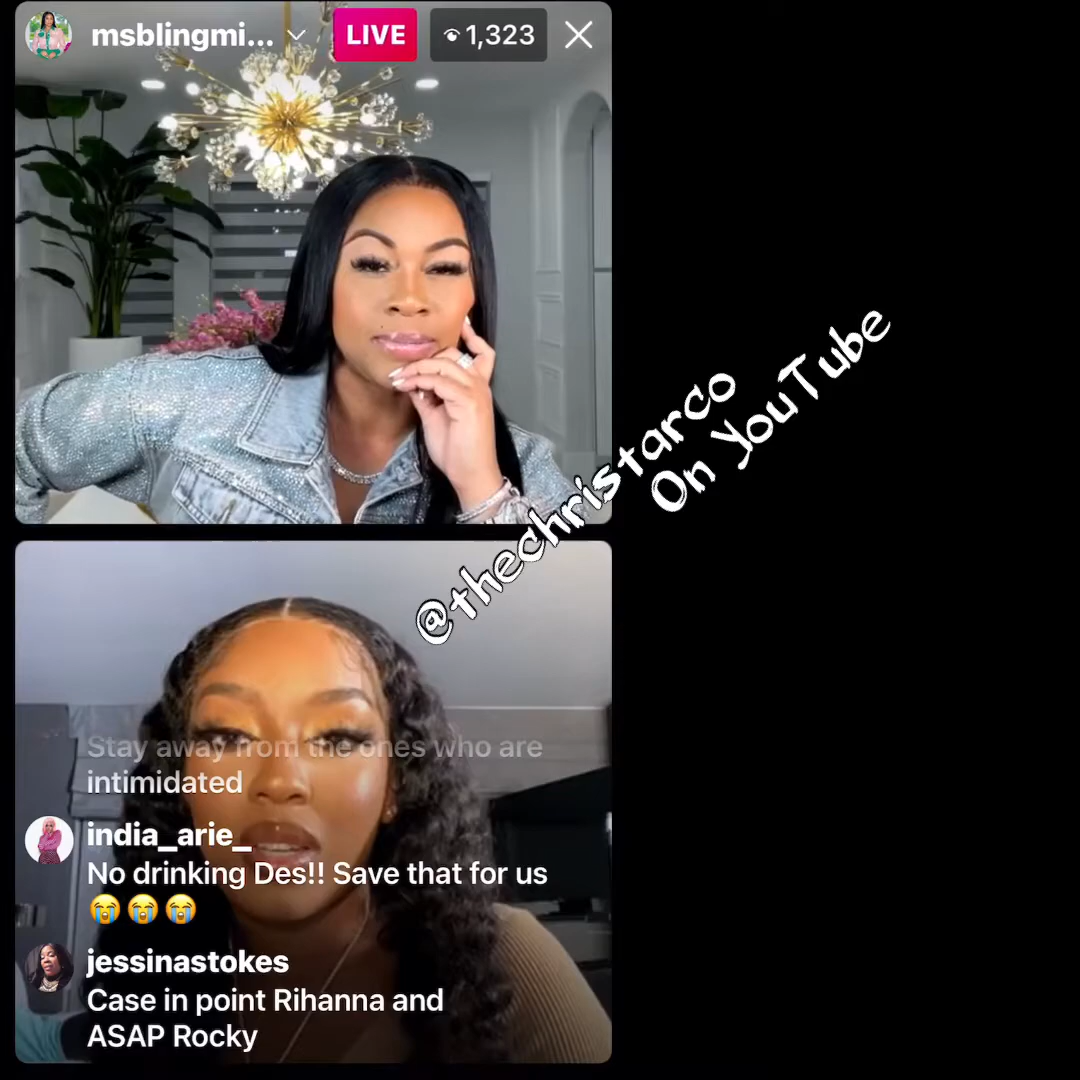 msblingmi...
LIVE
1,323
@thechristarco
On YouTube
Stay away from the ones who are
intimidated
india_arie_
No drinking Des!! Save that for us
😭😭😭
jessinastokes
Case in point Rihanna and
ASAP Rocky